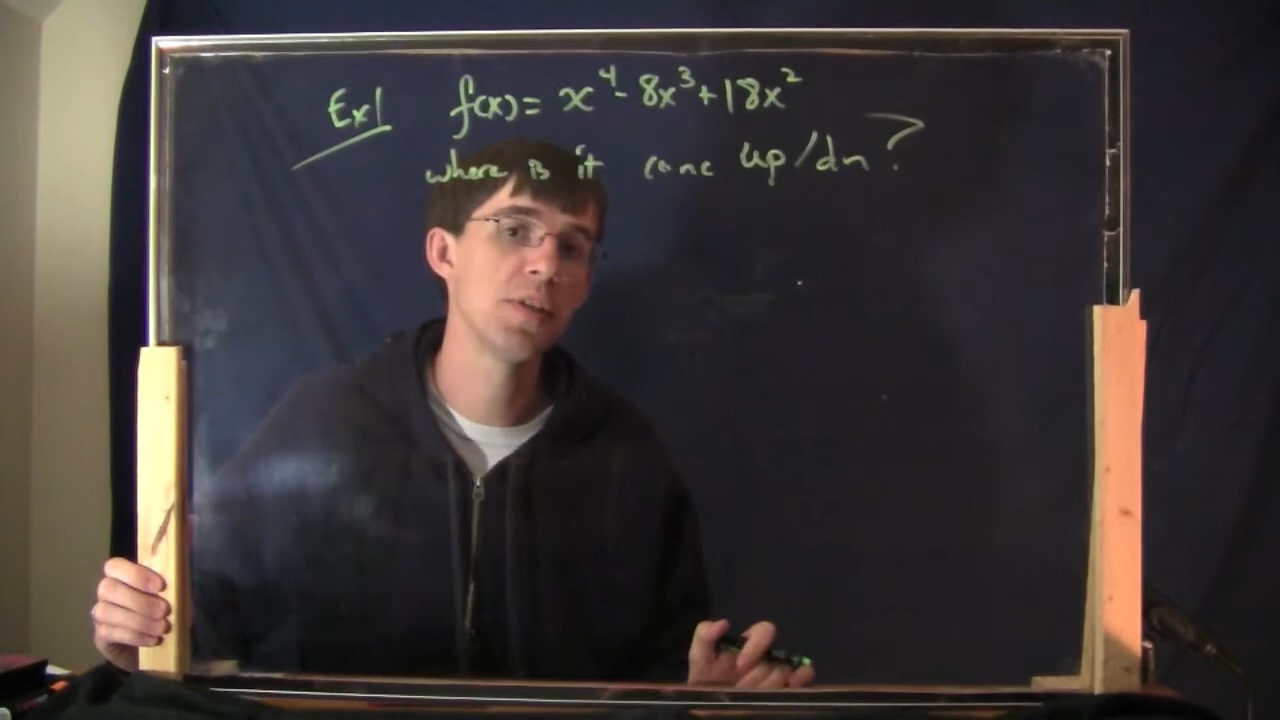 Ex1 f(x) = x⁴ - 8x³ + 18x²
where is it conc up/dn?